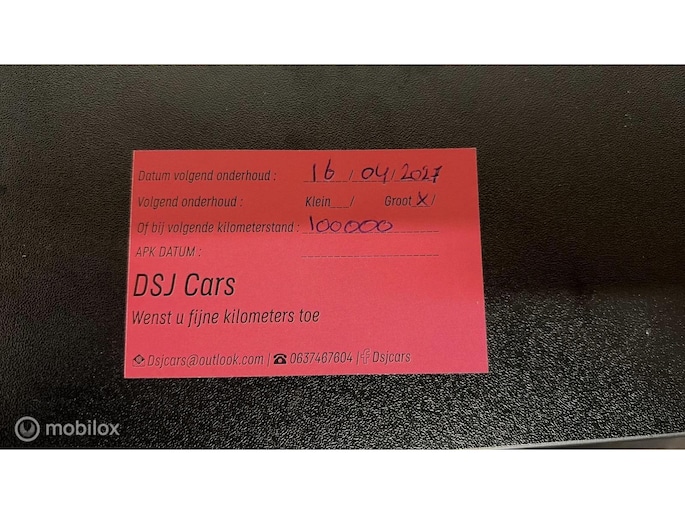 Datum volgend onderhoud : 16 / 04 / 2027
Volgend onderhoud : Klein___/ Groot X /
Of bij volgende kilometerstand : 100000
APK DATUM :
DSJ Cars
Wenst u fijne kilometers toe
Dsjcars@outlook.com | 0637467604 | Dsjcars
mobilox